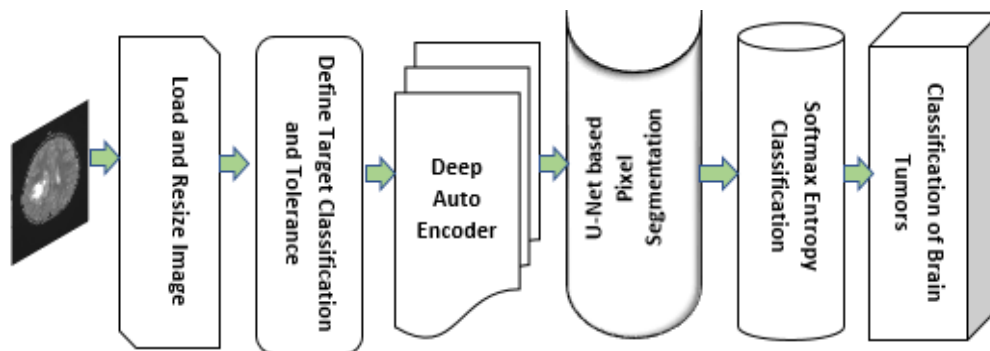 Load and Resize Image
Define Target Classification
and Tolerance
Deep
Auto
Encoder
U-Net based
Pixel
Segmentation
Softmax Entropy
Classification
Classification of Brain
Tumors